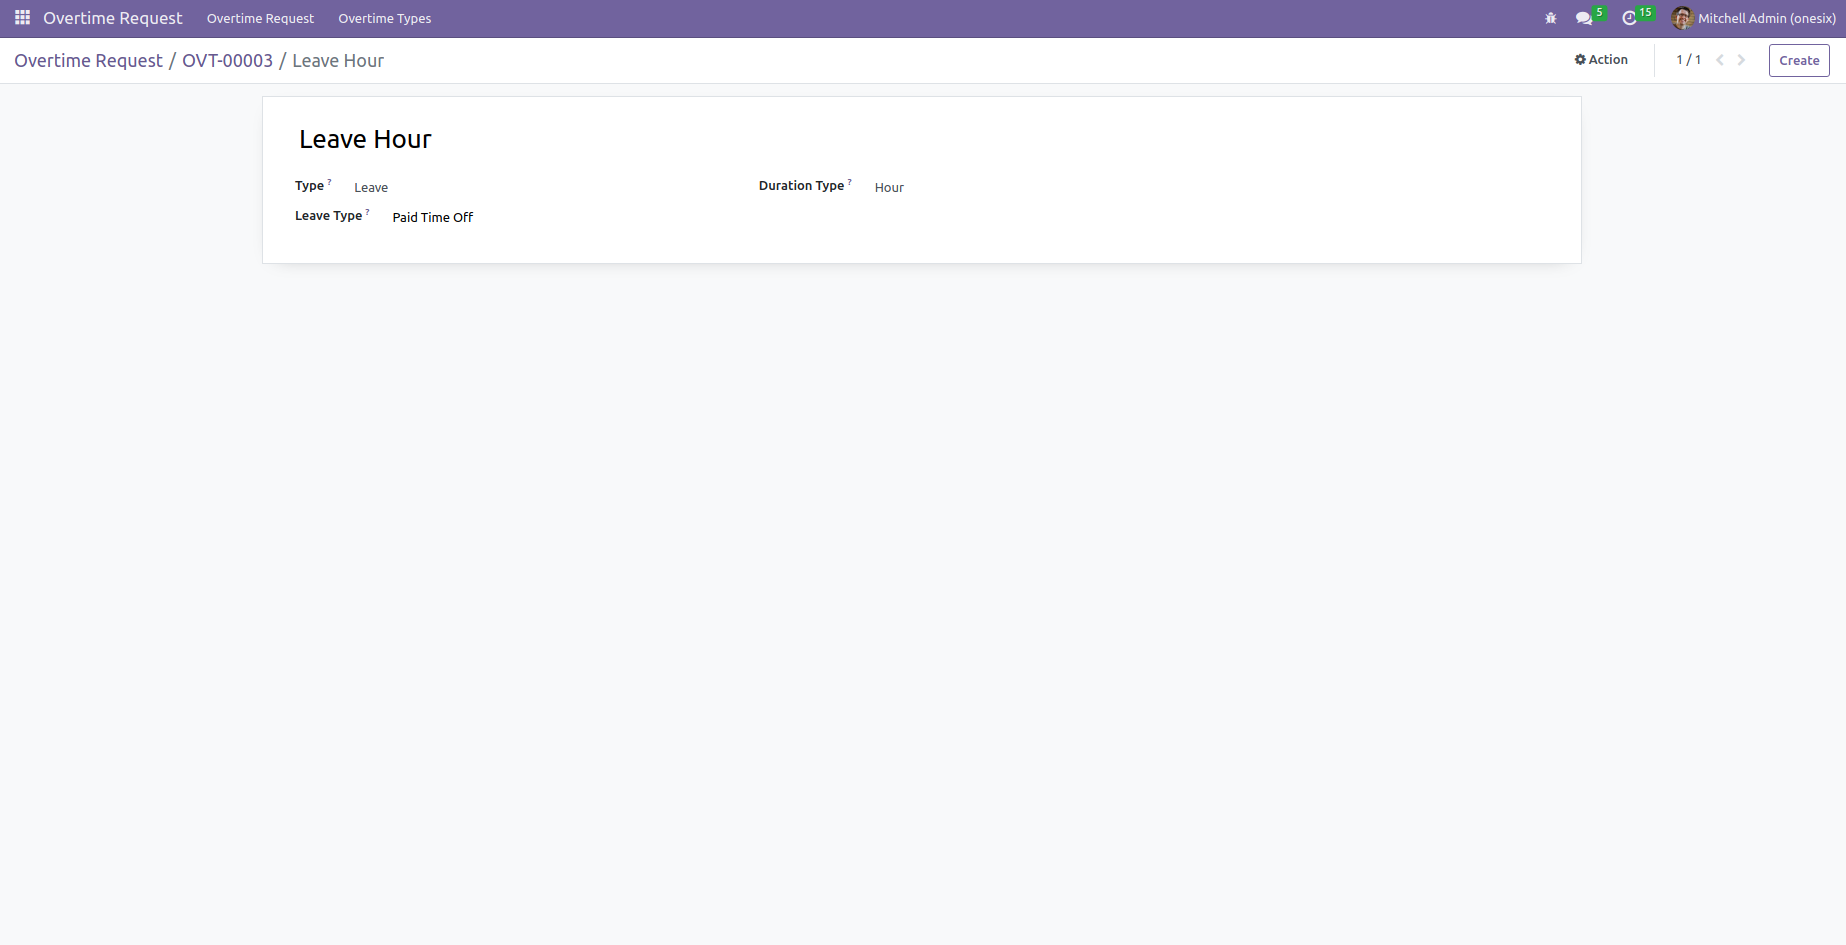 Overtime Request Overtime Request Overtime Types 5 15 Mitchell Admin (onesix)
Overtime Request / OVT-00003 / Leave Hour Action 1 / 1 Create
Leave Hour
Type ? Leave Duration Type ? Hour
Leave Type ? Paid Time Off